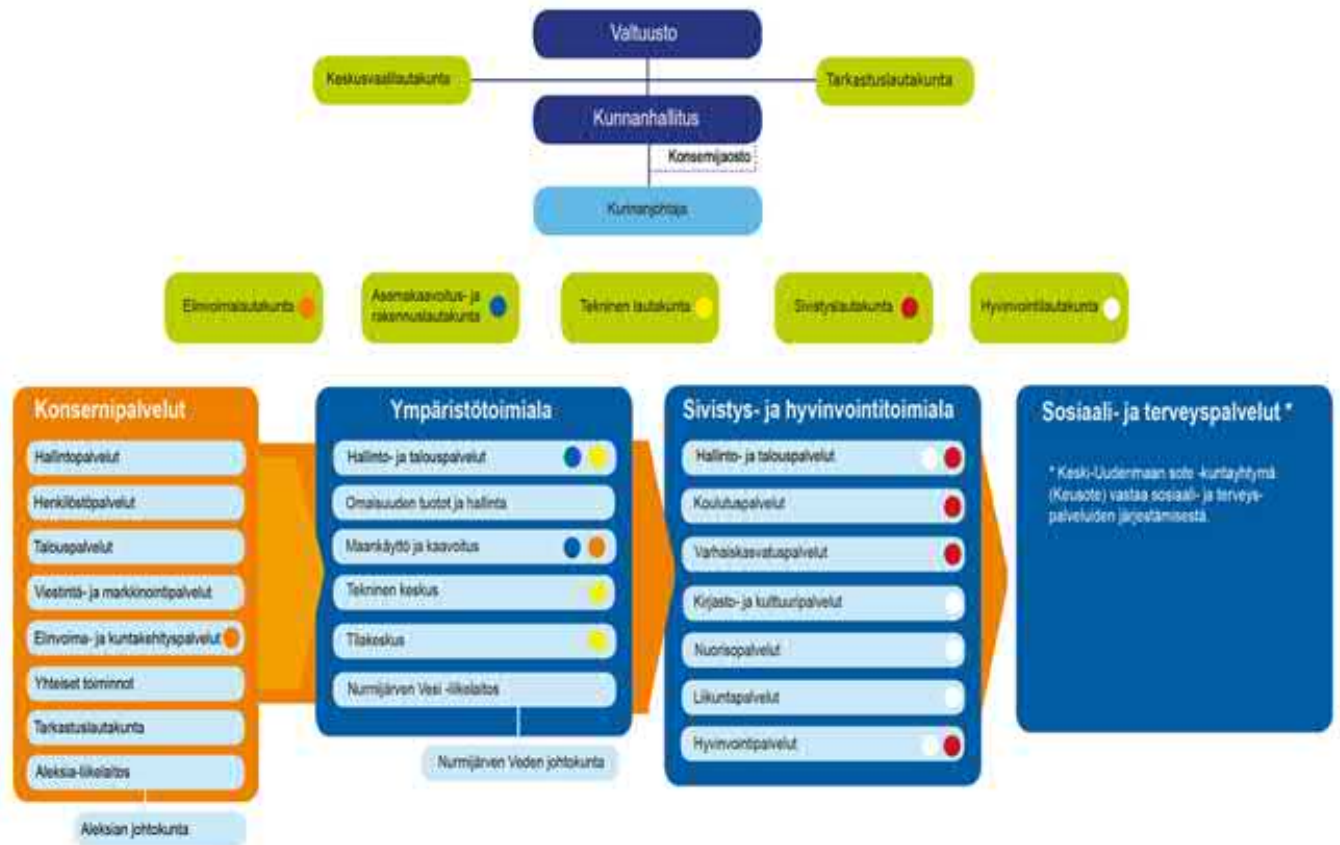 Valtuusto
Keskusvaalilautakunta
Tarkastuslautakunta
Kunnanhallitus
Konsernijaosto
Kunnanjohtaja
Elinvoimalautakunta
Asemakaavoitus- ja
rakennuslautakunta
Tekninen lautakunta
Sivistyslautakunta
Hyvinvointilautakunta
Konsernipalvelut
Hallintopalvelut
Henkilöstöpalvelut
Talouspalvelut
Viestintä- ja markkinointipalvelut
Elinvoima- ja kuntakehityspalvelut
Yhteiset toiminnot
Tarkastuslautakunta
Aleksia-liikelaitos
Aleksian johtokunta
Ympäristötoimiala
Hallinto- ja talouspalvelut
Omaisuuden tuotot ja hallinta
Maankäyttö ja kaavoitus
Tekninen keskus
Tilakeskus
Nurmijärven Vesi -liikelaitos
Nurmijärven Veden johtokunta
Sivistys- ja hyvinvointitoimiala
Hallinto- ja talouspalvelut
Koulutuspalvelut
Varhaiskasvatuspalvelut
Kirjasto- ja kulttuuripalvelut
Nuorisopalvelut
Liikuntapalvelut
Hyvinvointipalvelut
Sosiaali- ja terveyspalvelut *
* Keski-Uudenmaan sote -kuntayhtymä
(Keusote) vastaa sosiaali- ja terveys-
palveluiden järjestämisestä.